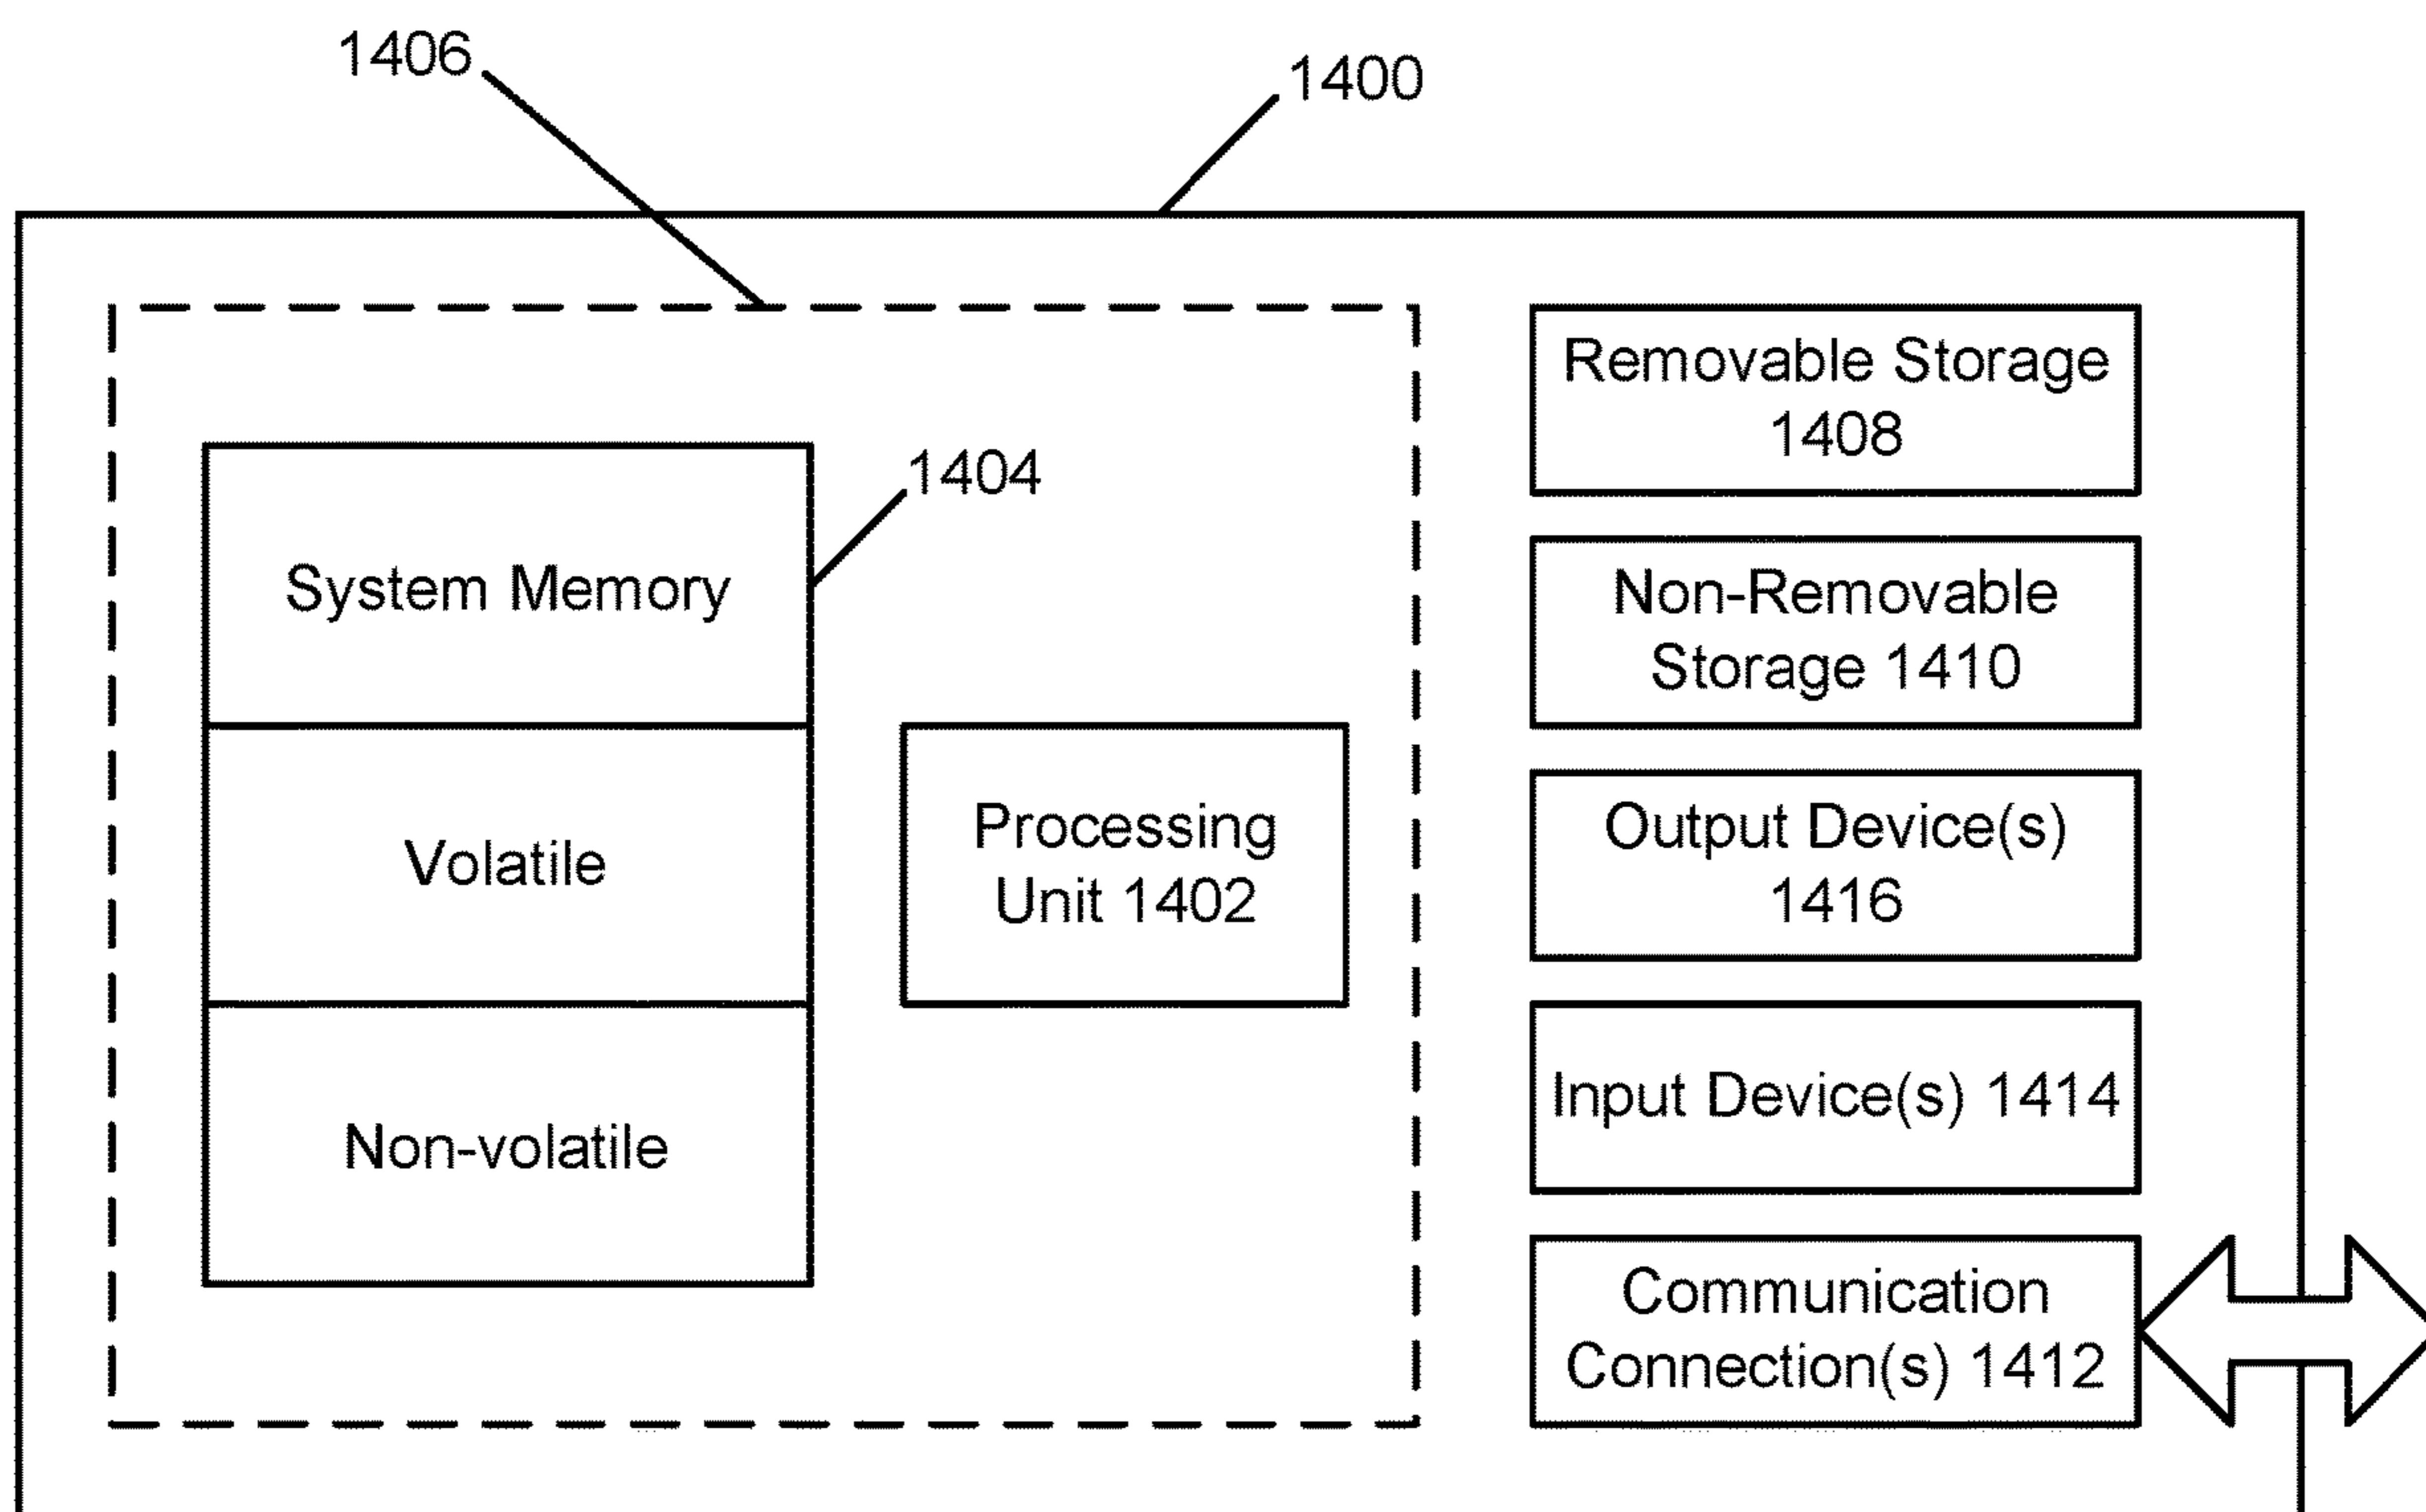 1406
1400
System Memory
1404
Volatile
Non-volatile
Processing
Unit 1402
Removable Storage
1408
Non-Removable
Storage 1410
Output Device(s)
1416
Input Device(s) 1414
Communication
Connection(s) 1412